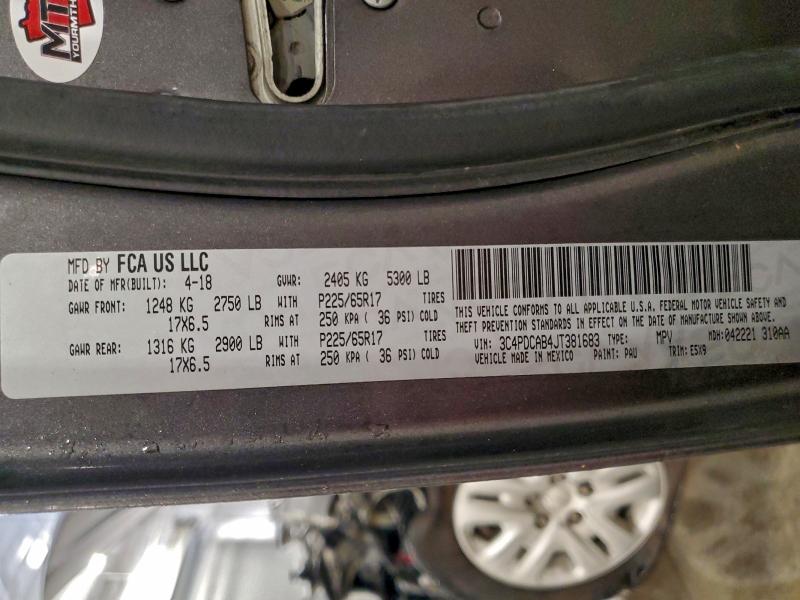 MTH
YOURMTH
MFD BY FCA US LLC
DATE OF MFR(BUILT): 4-18 GVWR: 2405 KG 5300 LB
GAWR FRONT: 1248 KG 2750 LB WITH P225/65R17 TIRES
17X6.5 RIMS AT 250 KPA ( 36 PSI) COLD
GAWR REAR: 1316 KG 2900 LB WITH P225/65R17 TIRES
17X6.5 RIMS AT 250 KPA ( 36 PSI) COLD
THIS VEHICLE CONFORMS TO ALL APPLICABLE U.S.A. FEDERAL MOTOR VEHICLE SAFETY AND
THEFT PREVENTION STANDARDS IN EFFECT ON THE DATE OF MANUFACTURE SHOWN ABOVE.
VIN: 3C4PDCAB4JT381683 TYPE: MPV MDH: 042221 310AA
VEHICLE MADE IN MEXICO PAINT: PAU TRIM: E5X9